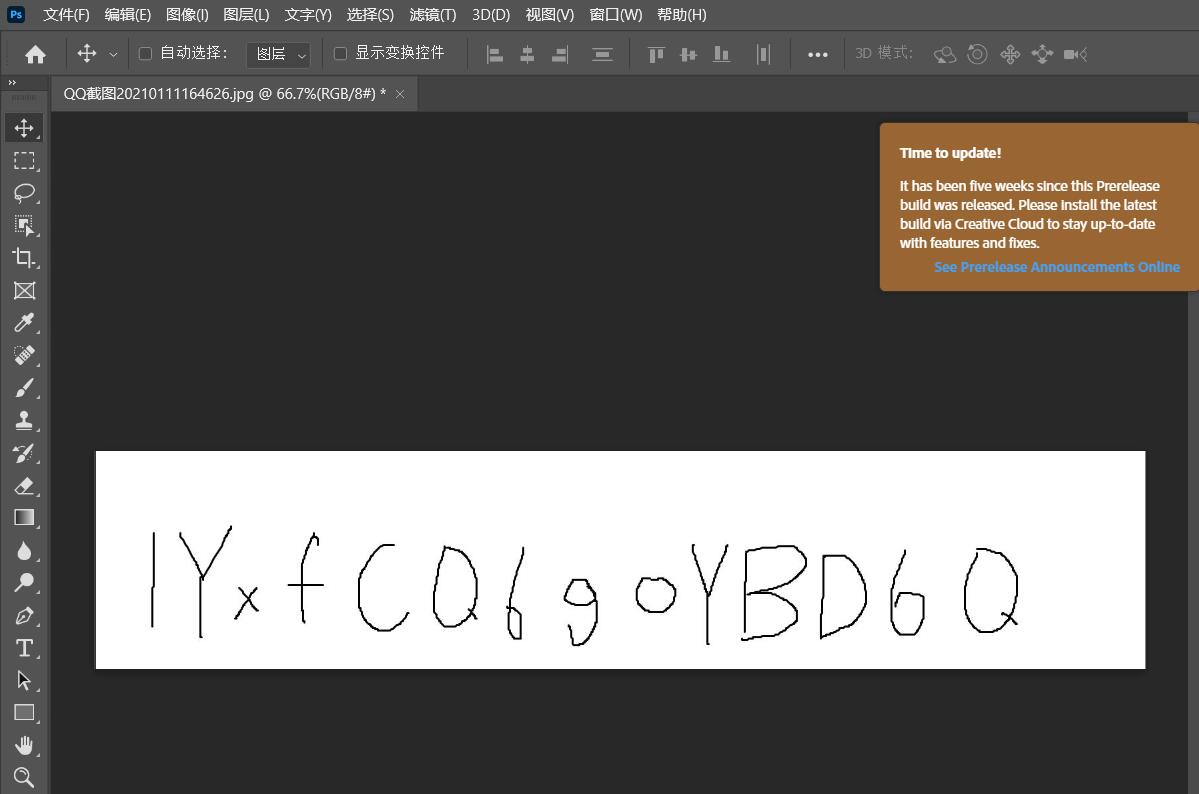 Ps 文件(F) 编辑(E) 图像(I) 图层(L) 文字(Y) 选择(S) 滤镜(T) 3D(D) 视图(V) 窗口(W) 帮助(H)
自动选择： 图层 显示变换控件 3D 模式:
QQ截图20210111164626.jpg @ 66.7%(RGB/8#) * ×
Time to update!
It has been five weeks since this Prerelease
build was released. Please install the latest
build via Creative Cloud to stay up-to-date
with features and fixes.
See Prerelease Announcements Online
lYxfCQ6goYBD6Q